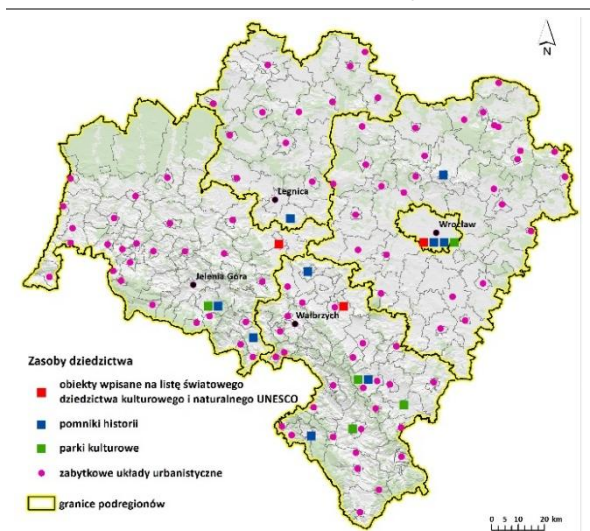 N
Legnica
Wrocław
Jelenia Góra
Wałbrzych
Zasoby dziedzictwa
obiekty wpisane na listę światowego
dziedzictwa kulturowego i naturalnego UNESCO
pomniki historii
parki kulturowe
zabytkowe układy urbanistyczne
granice podregionów
0 5 10 20 km